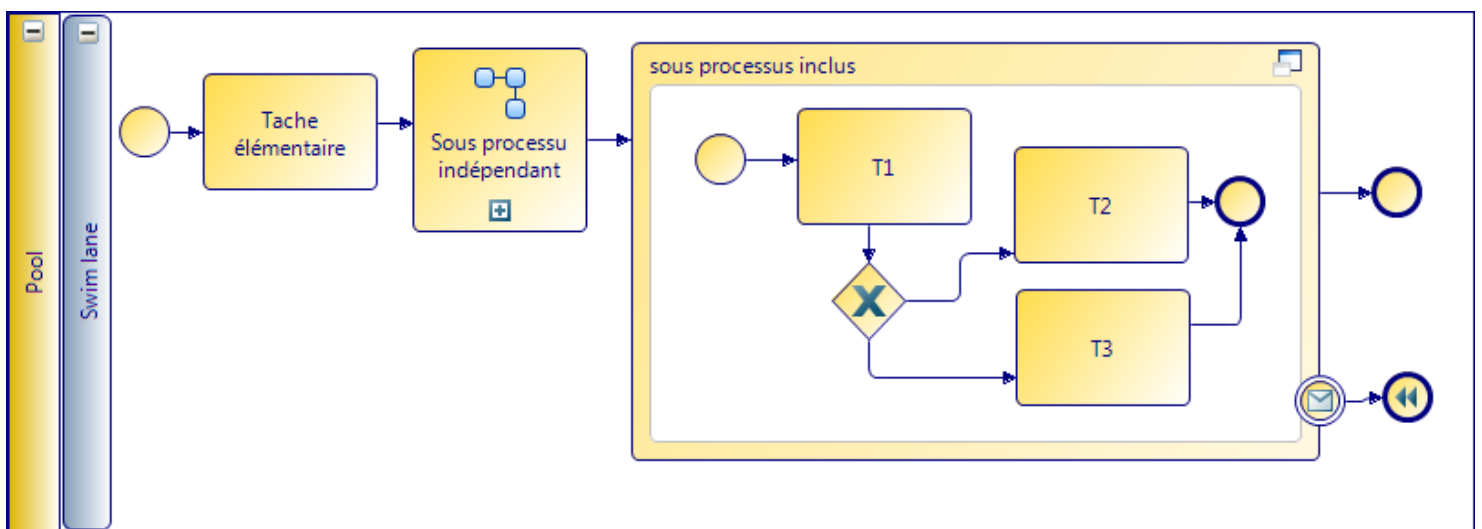 Pool
Swim lane
Tache
élémentaire
Sous processu
indépendant
sous processus inclus
T1
T2
T3